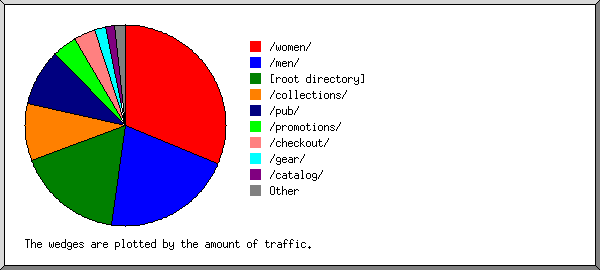 /women/
/men/
[root directory]
/collections/
/pub/
/promotions/
/checkout/
/gear/
/catalog/
Other
The wedges are plotted by the amount of traffic.